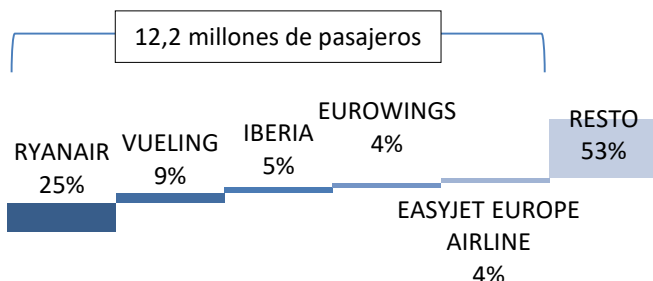 12,2 millones de pasajeros
RYANAIR
25%
VUELING
9%
IBERIA
5%
EUROWINGS
4%
EASYJET EUROPE
AIRLINE
4%
RESTO
53%